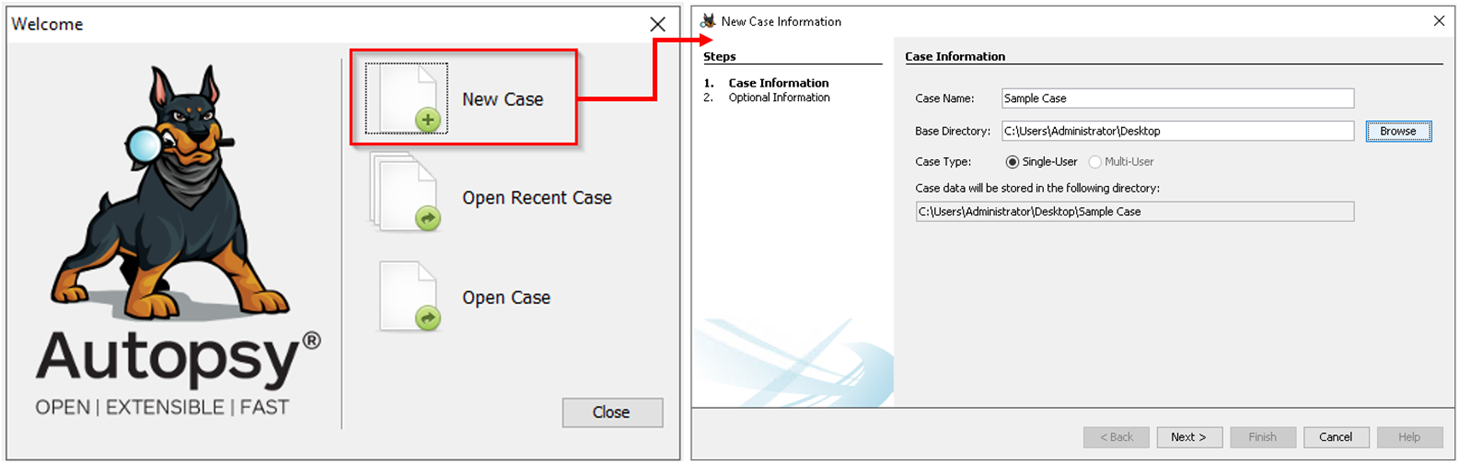 Welcome
New Case
Open Recent Case
Open Case
Autopsy®
OPEN | EXTENSIBLE | FAST
Close
New Case Information
Steps
1. Case Information
2. Optional Information
Case Information
Case Name: Sample Case
Base Directory: C:\Users\Administrator\Desktop Browse
Case Type: Single-User Multi-User
Case data will be stored in the following directory:
C:\Users\Administrator\Desktop\Sample Case
< Back Next > Finish Cancel Help